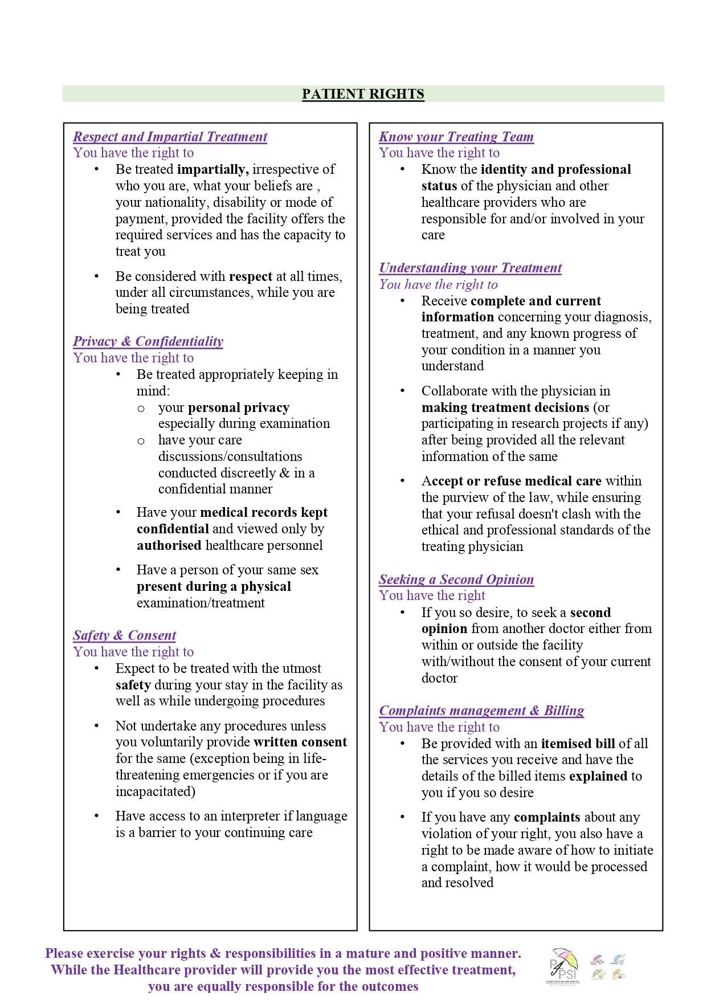 PATIENT RIGHTS
Respect and Impartial Treatment
You have the right to
• Be treated impartially, irrespective of
who you are, what your beliefs are ,
your nationality, disability or mode of
payment, provided the facility offers the
required services and has the capacity to
treat you
• Be considered with respect at all times,
under all circumstances, while you are
being treated
Privacy & Confidentiality
You have the right to
• Be treated appropriately keeping in
mind:
o your personal privacy
especially during examination
o have your care
discussions/consultations
conducted discreetly & in a
confidential manner
• Have your medical records kept
confidential and viewed only by
authorised healthcare personnel
• Have a person of your same sex
present during a physical
examination/treatment
Safety & Consent
You have the right to
• Expect to be treated with the utmost
safety during your stay in the facility as
well as while undergoing procedures
• Not undertake any procedures unless
you voluntarily provide written consent
for the same (exception being in life-
threatening emergencies or if you are
incapacitated)
• Have access to an interpreter if language
is a barrier to your continuing care
Know your Treating Team
You have the right to
• Know the identity and professional
status of the physician and other
healthcare providers who are
responsible for and/or involved in your
care
Understanding your Treatment
You have the right to
• Receive complete and current
information concerning your diagnosis,
treatment, and any known progress of
your condition in a manner you
understand
• Collaborate with the physician in
making treatment decisions (or
participating in research projects if any)
after being provided all the relevant
information of the same
• Accept or refuse medical care within
the purview of the law, while ensuring
that your refusal doesn't clash with the
ethical and professional standards of the
treating physician
Seeking a Second Opinion
You have the right
• If you so desire, to seek a second
opinion from another doctor either from
within or outside the facility
with/without the consent of your current
doctor
Complaints management & Billing
You have the right to
• Be provided with an itemised bill of all
the services you receive and have the
details of the billed items explained to
you if you so desire
• If you have any complaints about any
violation of your right, you also have a
right to be made aware of how to initiate
a complaint, how it would be processed
and resolved
Please exercise your rights & responsibilities in a mature and positive manner.
While the Healthcare provider will provide you the most effective treatment,
you are equally responsible for the outcomes
P4PSI